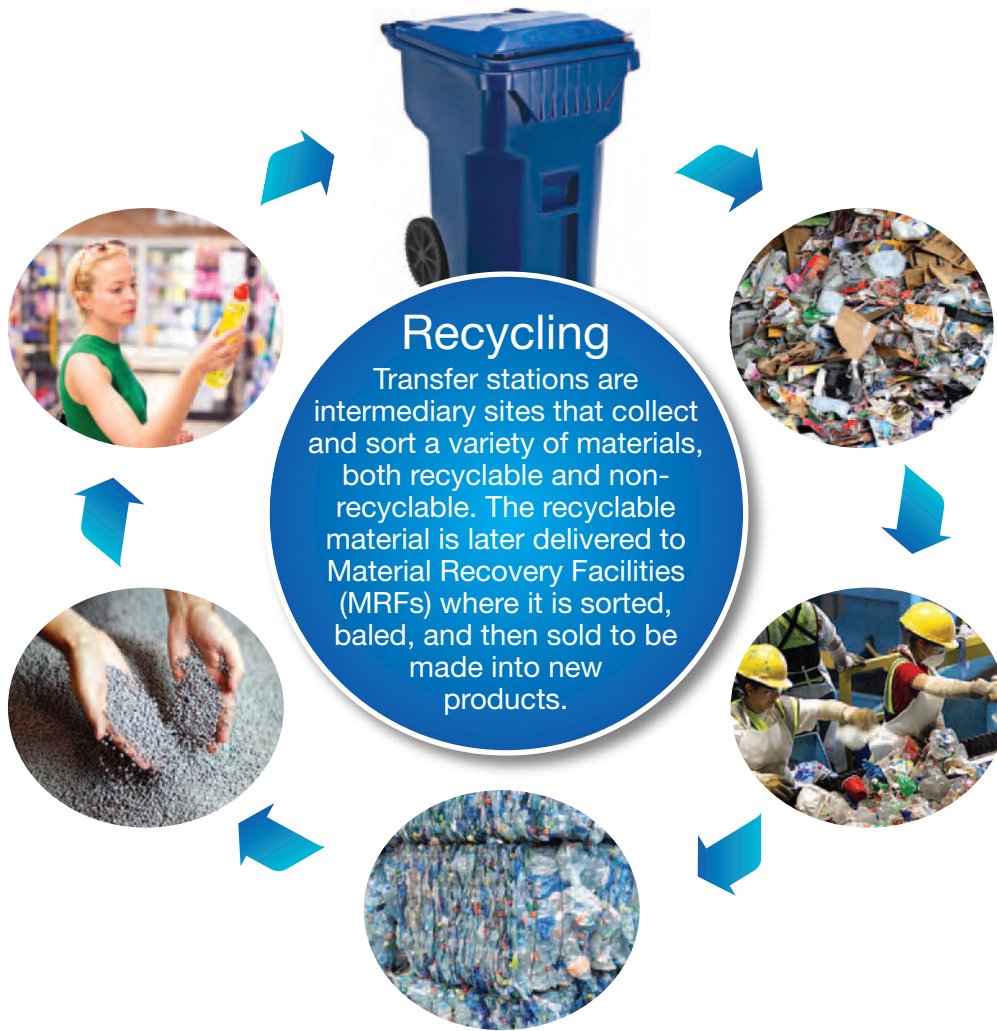 Recycling
Transfer stations are
intermediary sites that collect
and sort a variety of materials,
both recyclable and non-
recyclable. The recyclable
material is later delivered to
Material Recovery Facilities
(MRFs) where it is sorted,
baled, and then sold to be
made into new
products.